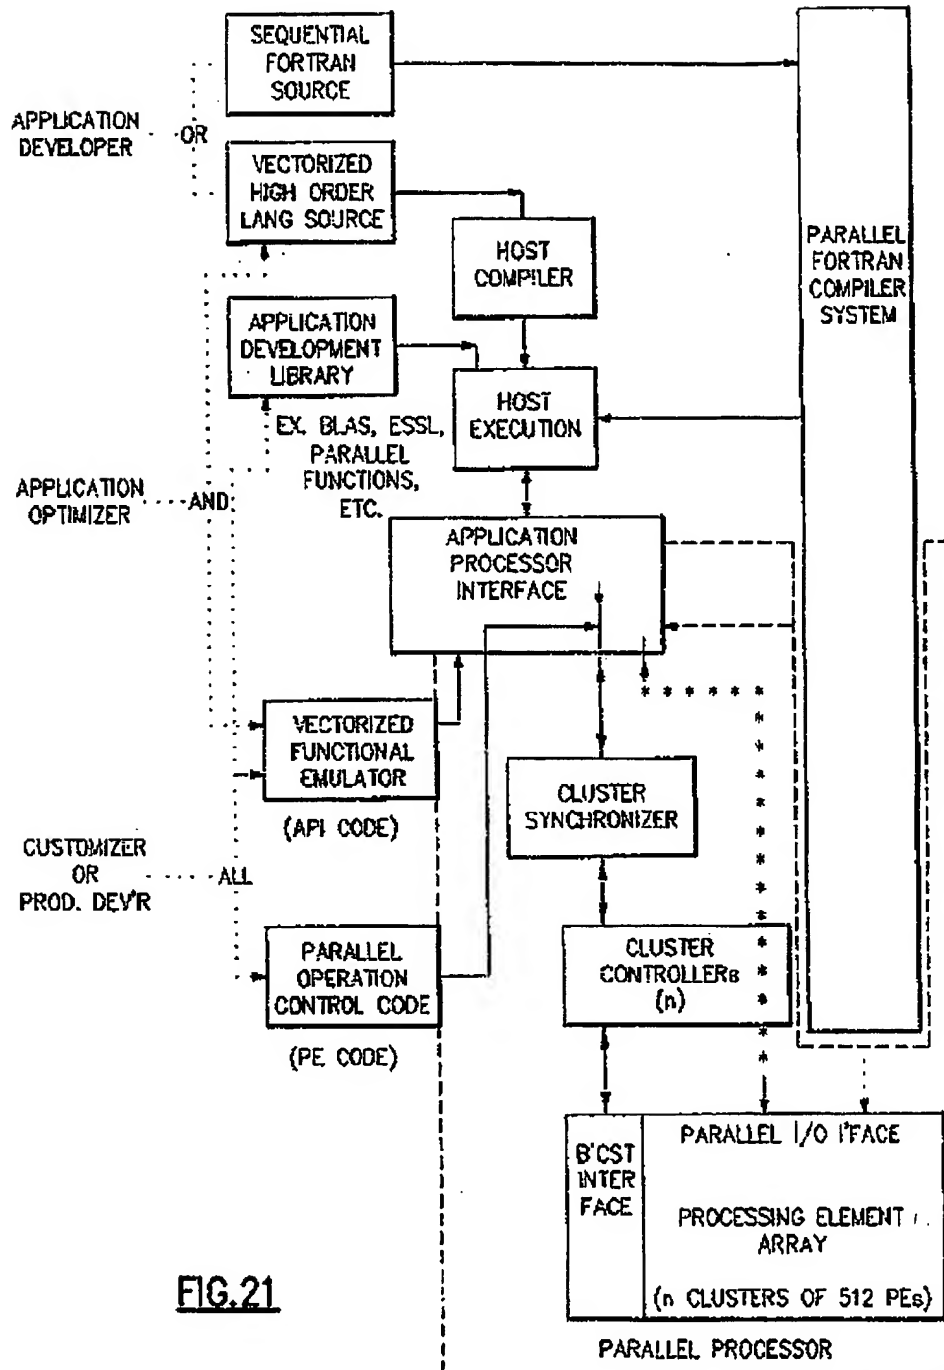 SEQUENTIAL
FORTRAN
SOURCE
APPLICATION
DEVELOPER
OR
VECTORIZED
HIGH ORDER
LANG SOURCE
HOST
COMPILER
PARALLEL
FORTRAN
COMPILER
SYSTEM
APPLICATION
DEVELOPMENT
LIBRARY
HOST
EXECUTION
EX. BLAS, ESSL,
PARALLEL
FUNCTIONS,
ETC.
APPLICATION
OPTIMIZER
AND
APPLICATION
PROCESSOR
INTERFACE
VECTORIZED
FUNCTIONAL
EMULATOR
(API CODE)
CLUSTER
SYNCHRONIZER
CUSTOMIZER
OR
PROD. DEV'R
ALL
PARALLEL
OPERATION
CONTROL CODE
(PE CODE)
CLUSTER
CONTROLLERs
(n)
B'CST
INTER
FACE
PARALLEL I/O I'FACE
PROCESSING ELEMENT
ARRAY
(n CLUSTERS OF 512 PEs)
PARALLEL PROCESSOR
FIG.21